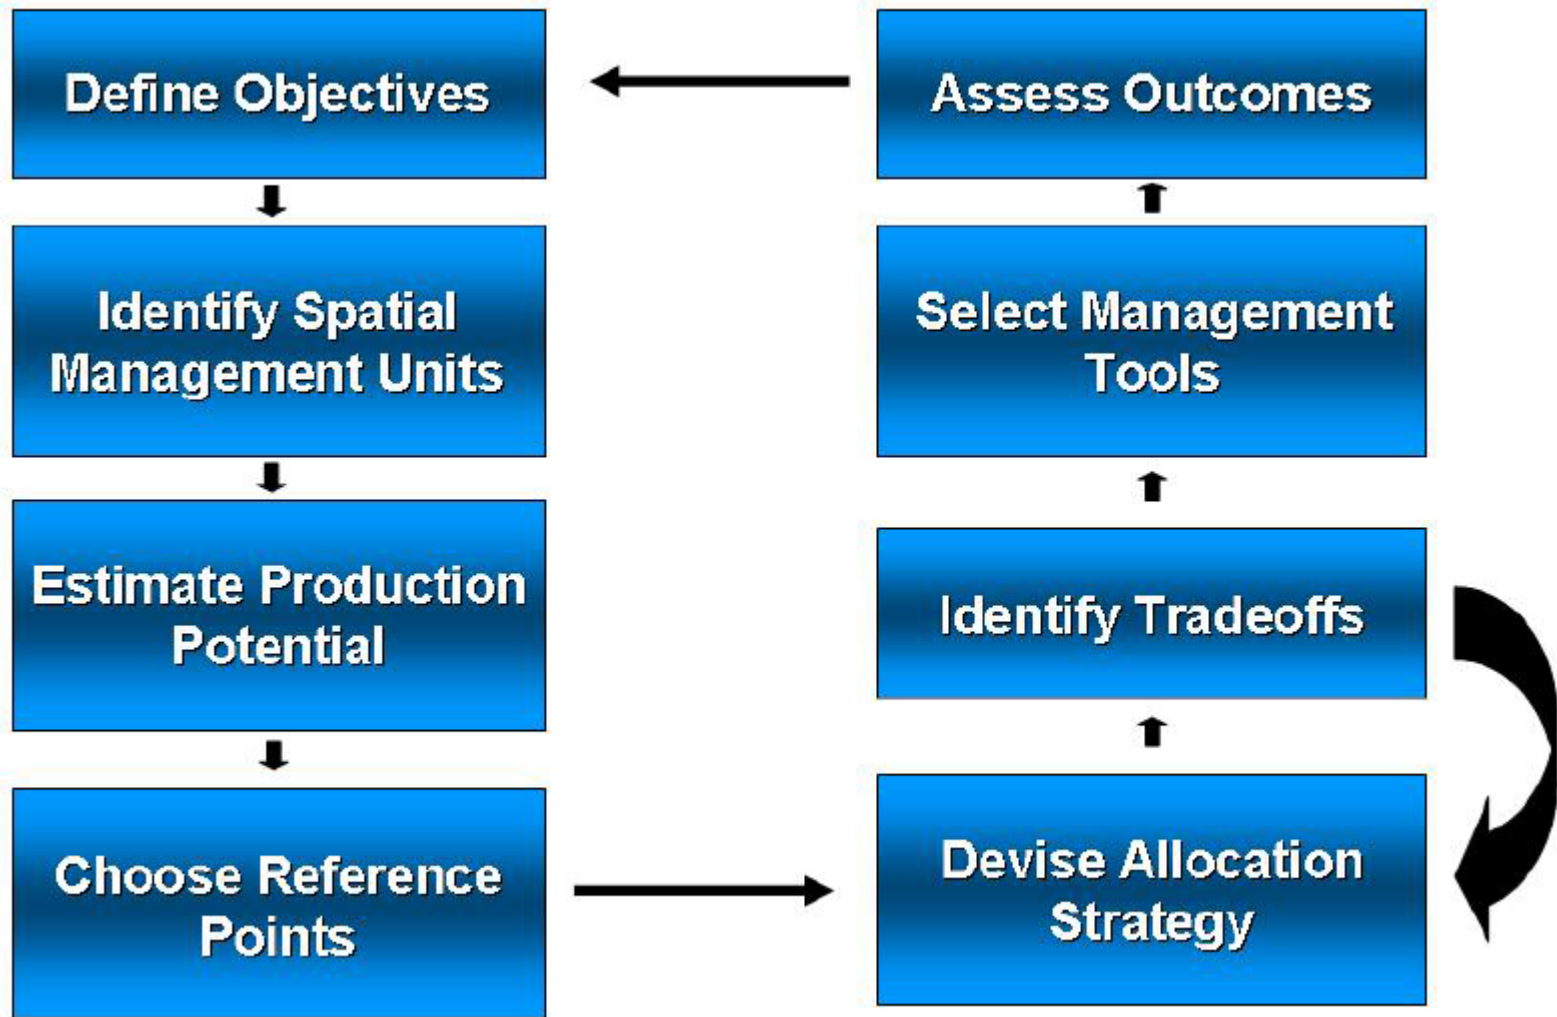 Define Objectives
Identify Spatial
Management Units
Estimate Production
Potential
Choose Reference
Points
Devise Allocation
Strategy
Identify Tradeoffs
Select Management
Tools
Assess Outcomes